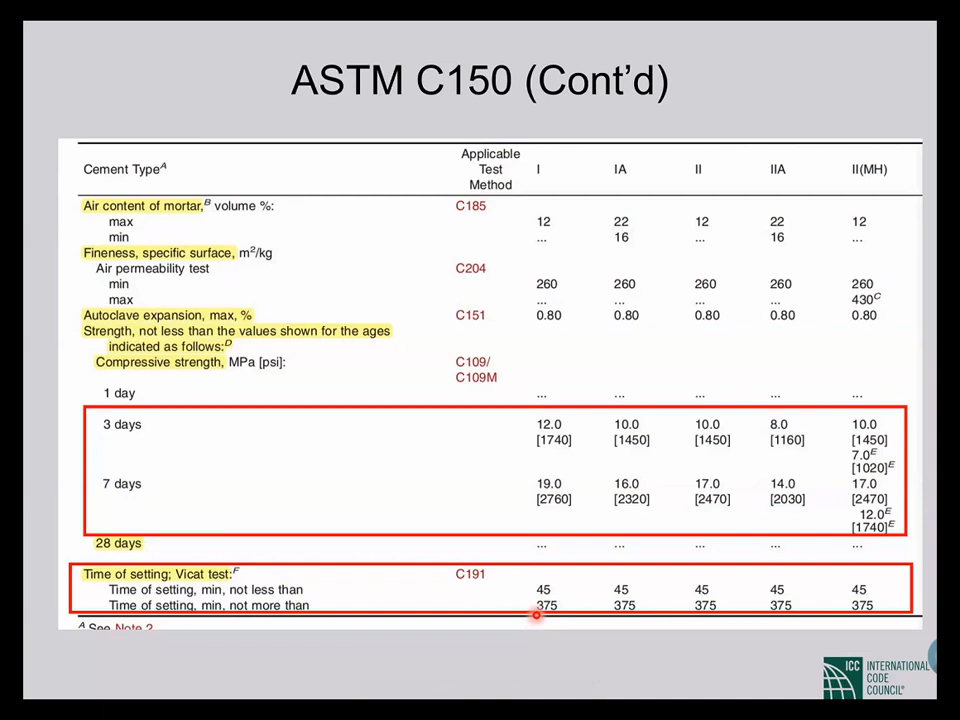 ASTM C150 (Cont’d)
Cement TypeA Applicable Test Method I IA II IIA II(MH)
Air content of mortar,B volume %: C185
max 12 22 12 22 12
min ... 16 ... 16 ...
Fineness, specific surface, m2/kg
Air permeability test C204
min 260 260 260 260 260
max ... ... ... ... 430C
Autoclave expansion, max, % C151 0.80 0.80 0.80 0.80 0.80
Strength, not less than the values shown for the ages
indicated as follows:D
Compressive strength, MPa [psi]: C109/
C109M
1 day ... ... ... ... ...
3 days 12.0 10.0 10.0 8.0 10.0
[1740] [1450] [1450] [1160] [1450]
7.0E
[1020]E
7 days 19.0 16.0 17.0 14.0 17.0
[2760] [2320] [2470] [2030] [2470]
12.0E
[1740]E
28 days ... ... ... ... ...
Time of setting; Vicat test:F C191
Time of setting, min, not less than 45 45 45 45 45
Time of setting, min, not more than 375 375 375 375 375
A See Note 2
ICC INTERNATIONAL
CODE
COUNCIL®